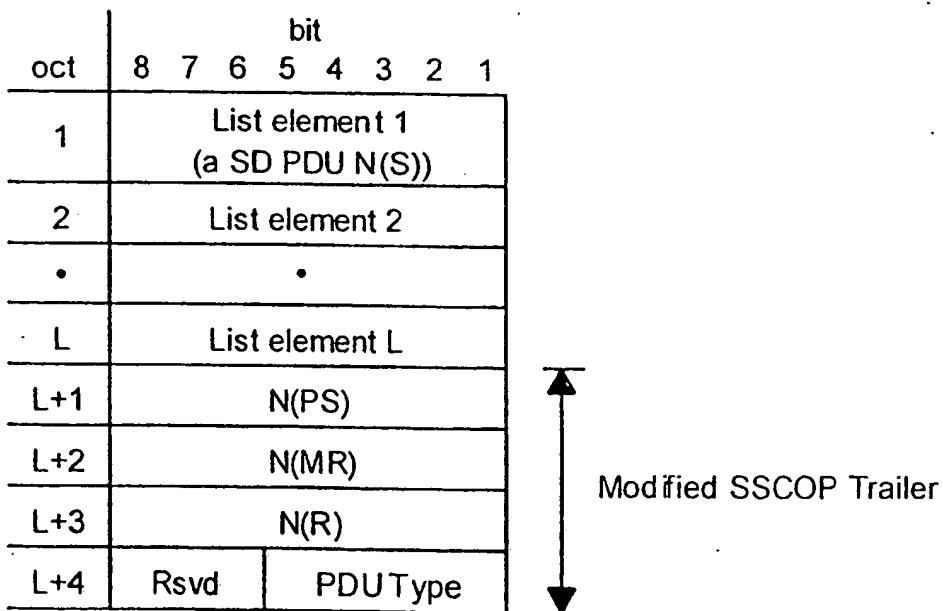 bit
oct 8 7 6 5 4 3 2 1
1 List element 1
(a SD PDU N(S))
2 List element 2
• •
L List element L
L+1 N(PS)
L+2 N(MR)
Modified SSCOP Trailer
L+3 N(R)
L+4 Rsvd PDU Type